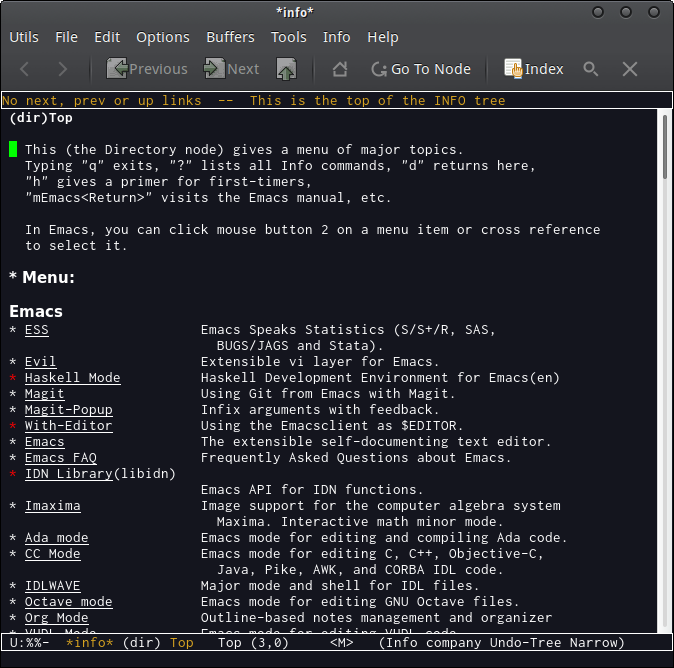 *info*
Utils File Edit Options Buffers Tools Info Help
Previous Next Go To Node Index
No next, prev or up links -- This is the top of the INFO tree
(dir)Top
This (the Directory node) gives a menu of major topics.
Typing "q" exits, "?" lists all Info commands, "d" returns here,
"h" gives a primer for first-timers,
"mEmacs<Return>" visits the Emacs manual, etc.
In Emacs, you can click mouse button 2 on a menu item or cross reference
to select it.
* Menu:
Emacs
* ESS Emacs Speaks Statistics (S/S+/R, SAS,
BUGS/JAGS and Stata).
* Evil Extensible vi layer for Emacs.
* Haskell Mode Haskell Development Environment for Emacs(en)
* Magit Using Git from Emacs with Magit.
* Magit-Popup Infix arguments with feedback.
* With-Editor Using the Emacsclient as $EDITOR.
* Emacs The extensible self-documenting text editor.
* Emacs FAQ Frequently Asked Questions about Emacs.
* IDN Library(libidn)
Emacs API for IDN functions.
* Imaxima Image support for the computer algebra system
Maxima. Interactive math minor mode.
* Ada mode Emacs mode for editing and compiling Ada code.
* CC Mode Emacs mode for editing C, C++, Objective-C,
Java, Pike, AWK, and CORBA IDL code.
* IDLWAVE Major mode and shell for IDL files.
* Octave mode Emacs mode for editing GNU Octave files.
* Org Mode Outline-based notes management and organizer
* VHDL Mode Emacs mode for editing VHDL code.
U:%%- *info* (dir) Top Top (3,0) <M> (Info company Undo-Tree Narrow)